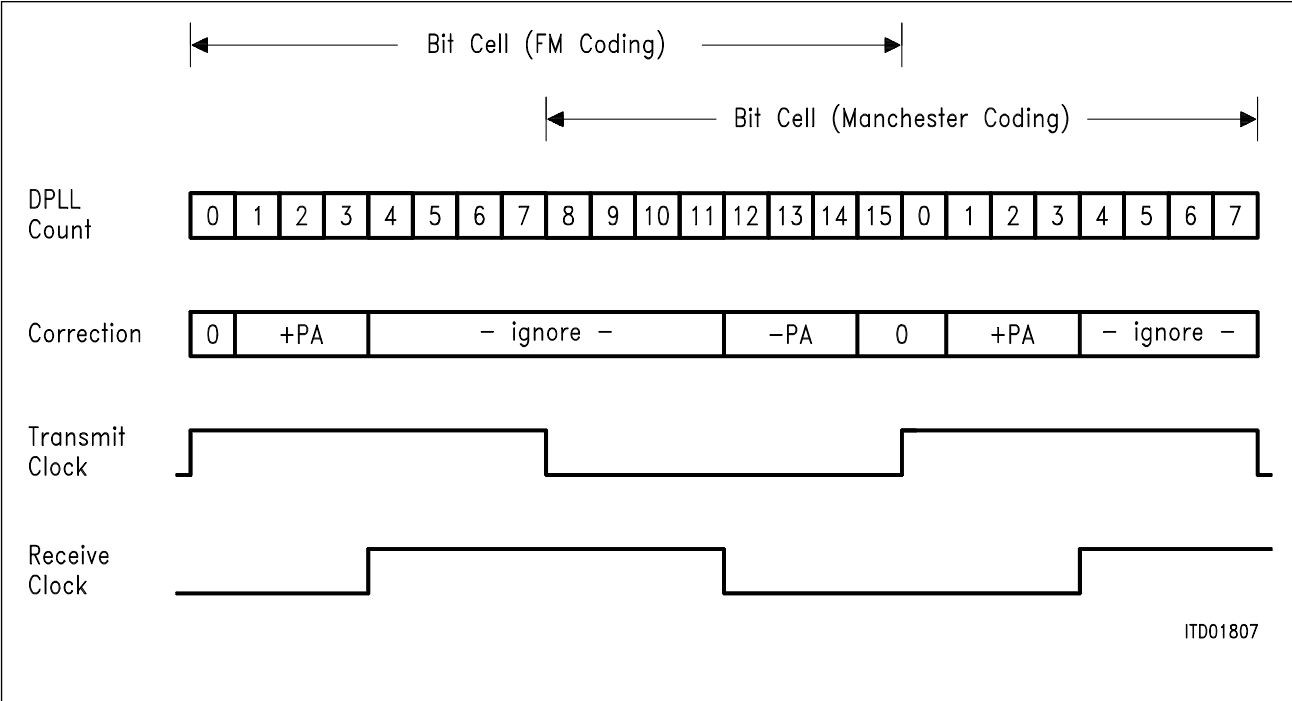 Bit Cell (FM Coding)
Bit Cell (Manchester Coding)
DPLL
Count
0 1 2 3 4 5 6 7 8 9 10 11 12 13 14 15 0 1 2 3 4 5 6 7
Correction
0 +PA - ignore - -PA 0 +PA - ignore -
Transmit
Clock
Receive
Clock
ITD01807